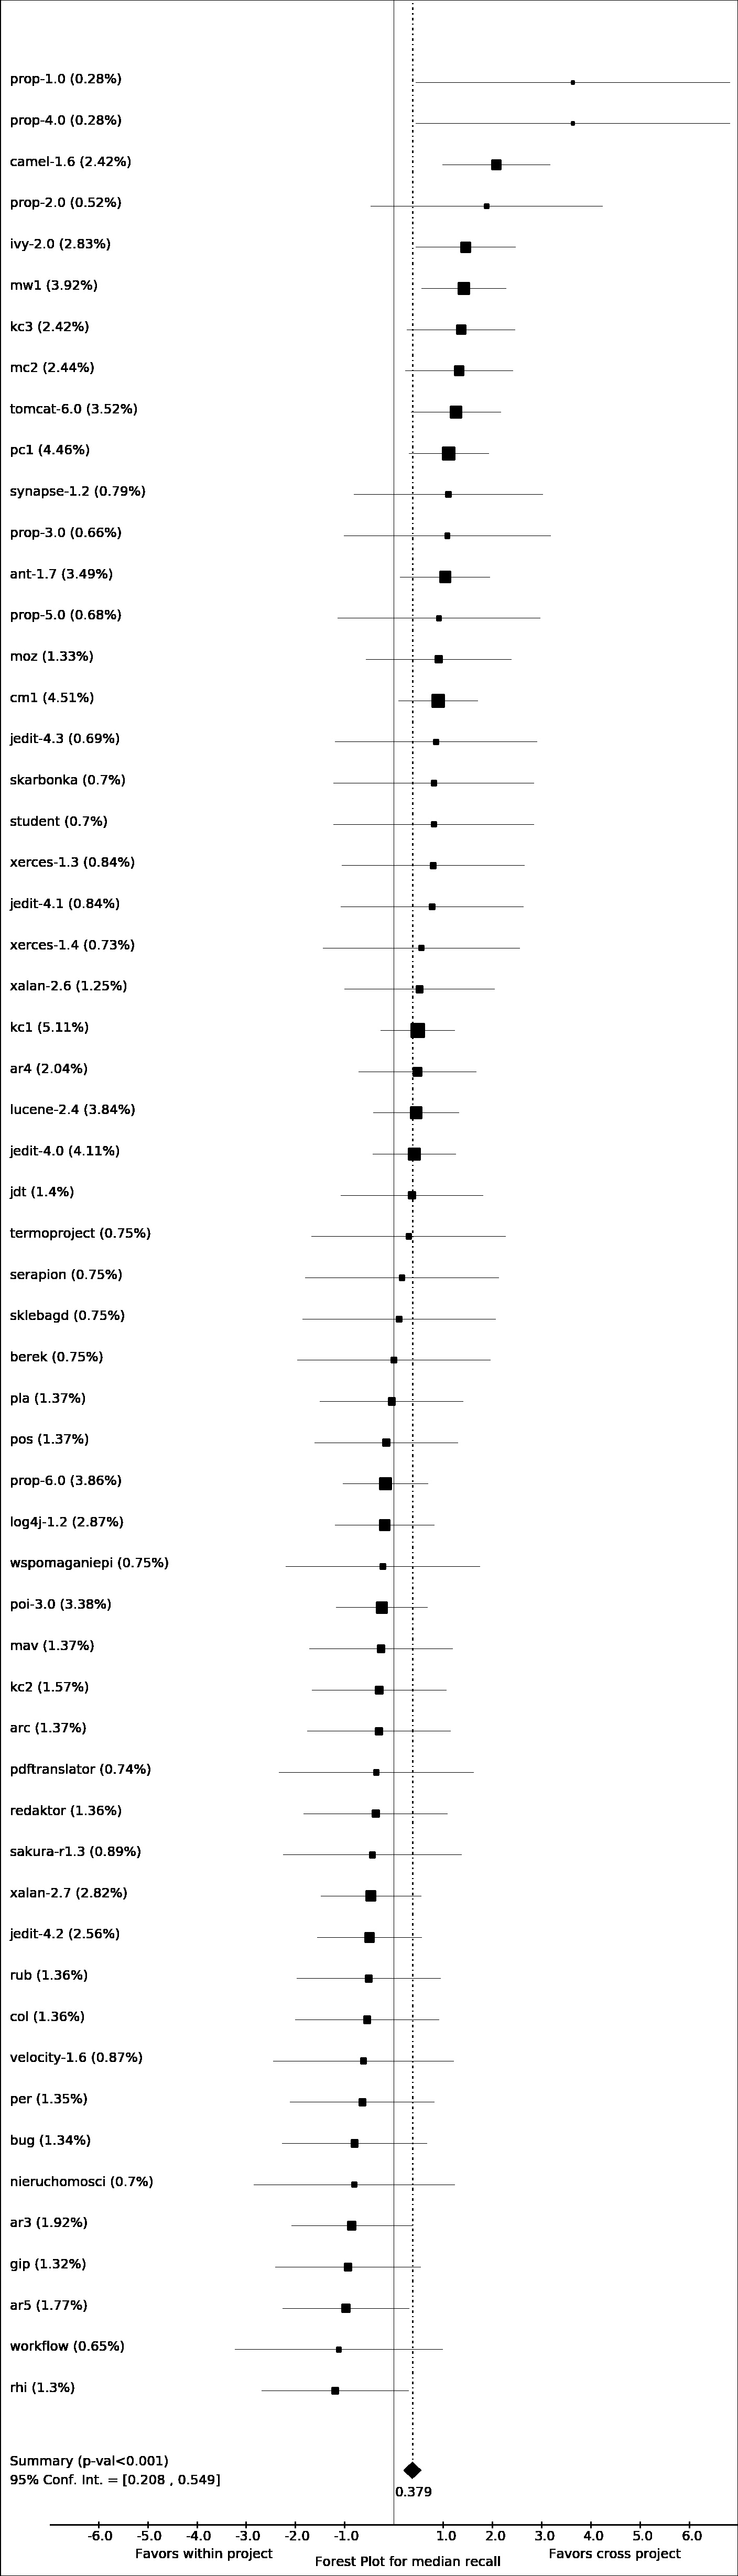 prop-1.0 (0.28%)
prop-4.0 (0.28%)
camel-1.6 (2.42%)
prop-2.0 (0.52%)
ivy-2.0 (2.83%)
mw1 (3.92%)
kc3 (2.42%)
mc2 (2.44%)
tomcat-6.0 (3.52%)
pc1 (4.46%)
synapse-1.2 (0.79%)
prop-3.0 (0.66%)
ant-1.7 (3.49%)
prop-5.0 (0.68%)
moz (1.33%)
cm1 (4.51%)
jedit-4.3 (0.69%)
skarbonka (0.7%)
student (0.7%)
xerces-1.3 (0.84%)
jedit-4.1 (0.84%)
xerces-1.4 (0.73%)
xalan-2.6 (1.25%)
kc1 (5.11%)
ar4 (2.04%)
lucene-2.4 (3.84%)
jedit-4.0 (4.11%)
jdt (1.4%)
termoproject (0.75%)
serapion (0.75%)
sklebagd (0.75%)
berek (0.75%)
pla (1.37%)
pos (1.37%)
prop-6.0 (3.86%)
log4j-1.2 (2.87%)
wspomaganiepi (0.75%)
poi-3.0 (3.38%)
mav (1.37%)
kc2 (1.57%)
arc (1.37%)
pdftranslator (0.74%)
redaktor (1.36%)
sakura-r1.3 (0.89%)
xalan-2.7 (2.82%)
jedit-4.2 (2.56%)
rub (1.36%)
col (1.36%)
velocity-1.6 (0.87%)
per (1.35%)
bug (1.34%)
nieruchomosci (0.7%)
ar3 (1.92%)
gip (1.32%)
ar5 (1.77%)
workflow (0.65%)
rhi (1.3%)
Summary (p-val<0.001)
95% Conf. Int. = [0.208 , 0.549]
0.379
-6.0 -5.0 -4.0 -3.0 -2.0 -1.0 1.0 2.0 3.0 4.0 5.0 6.0
Favors within project Favors cross project
Forest Plot for median recall